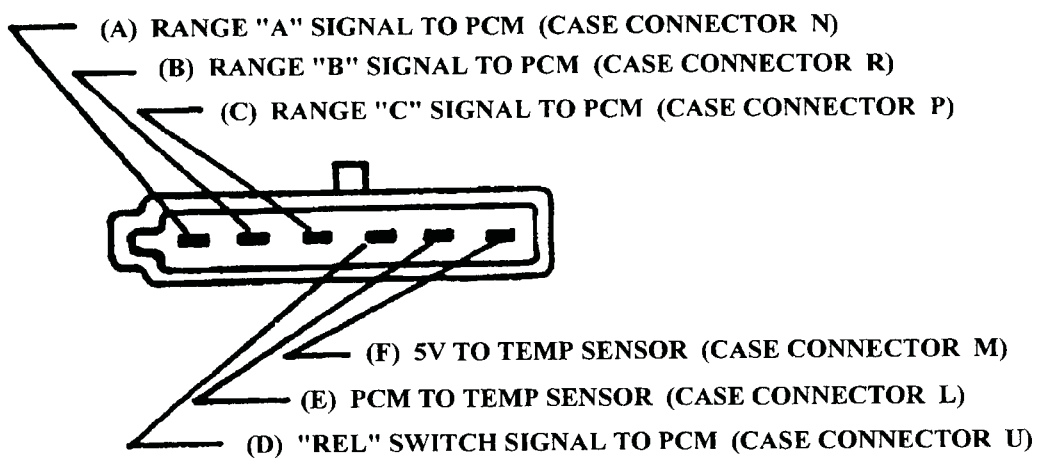 (A) RANGE "A" SIGNAL TO PCM (CASE CONNECTOR N)
(B) RANGE "B" SIGNAL TO PCM (CASE CONNECTOR R)
(C) RANGE "C" SIGNAL TO PCM (CASE CONNECTOR P)
(F) 5V TO TEMP SENSOR (CASE CONNECTOR M)
(E) PCM TO TEMP SENSOR (CASE CONNECTOR L)
(D) "REL" SWITCH SIGNAL TO PCM (CASE CONNECTOR U)